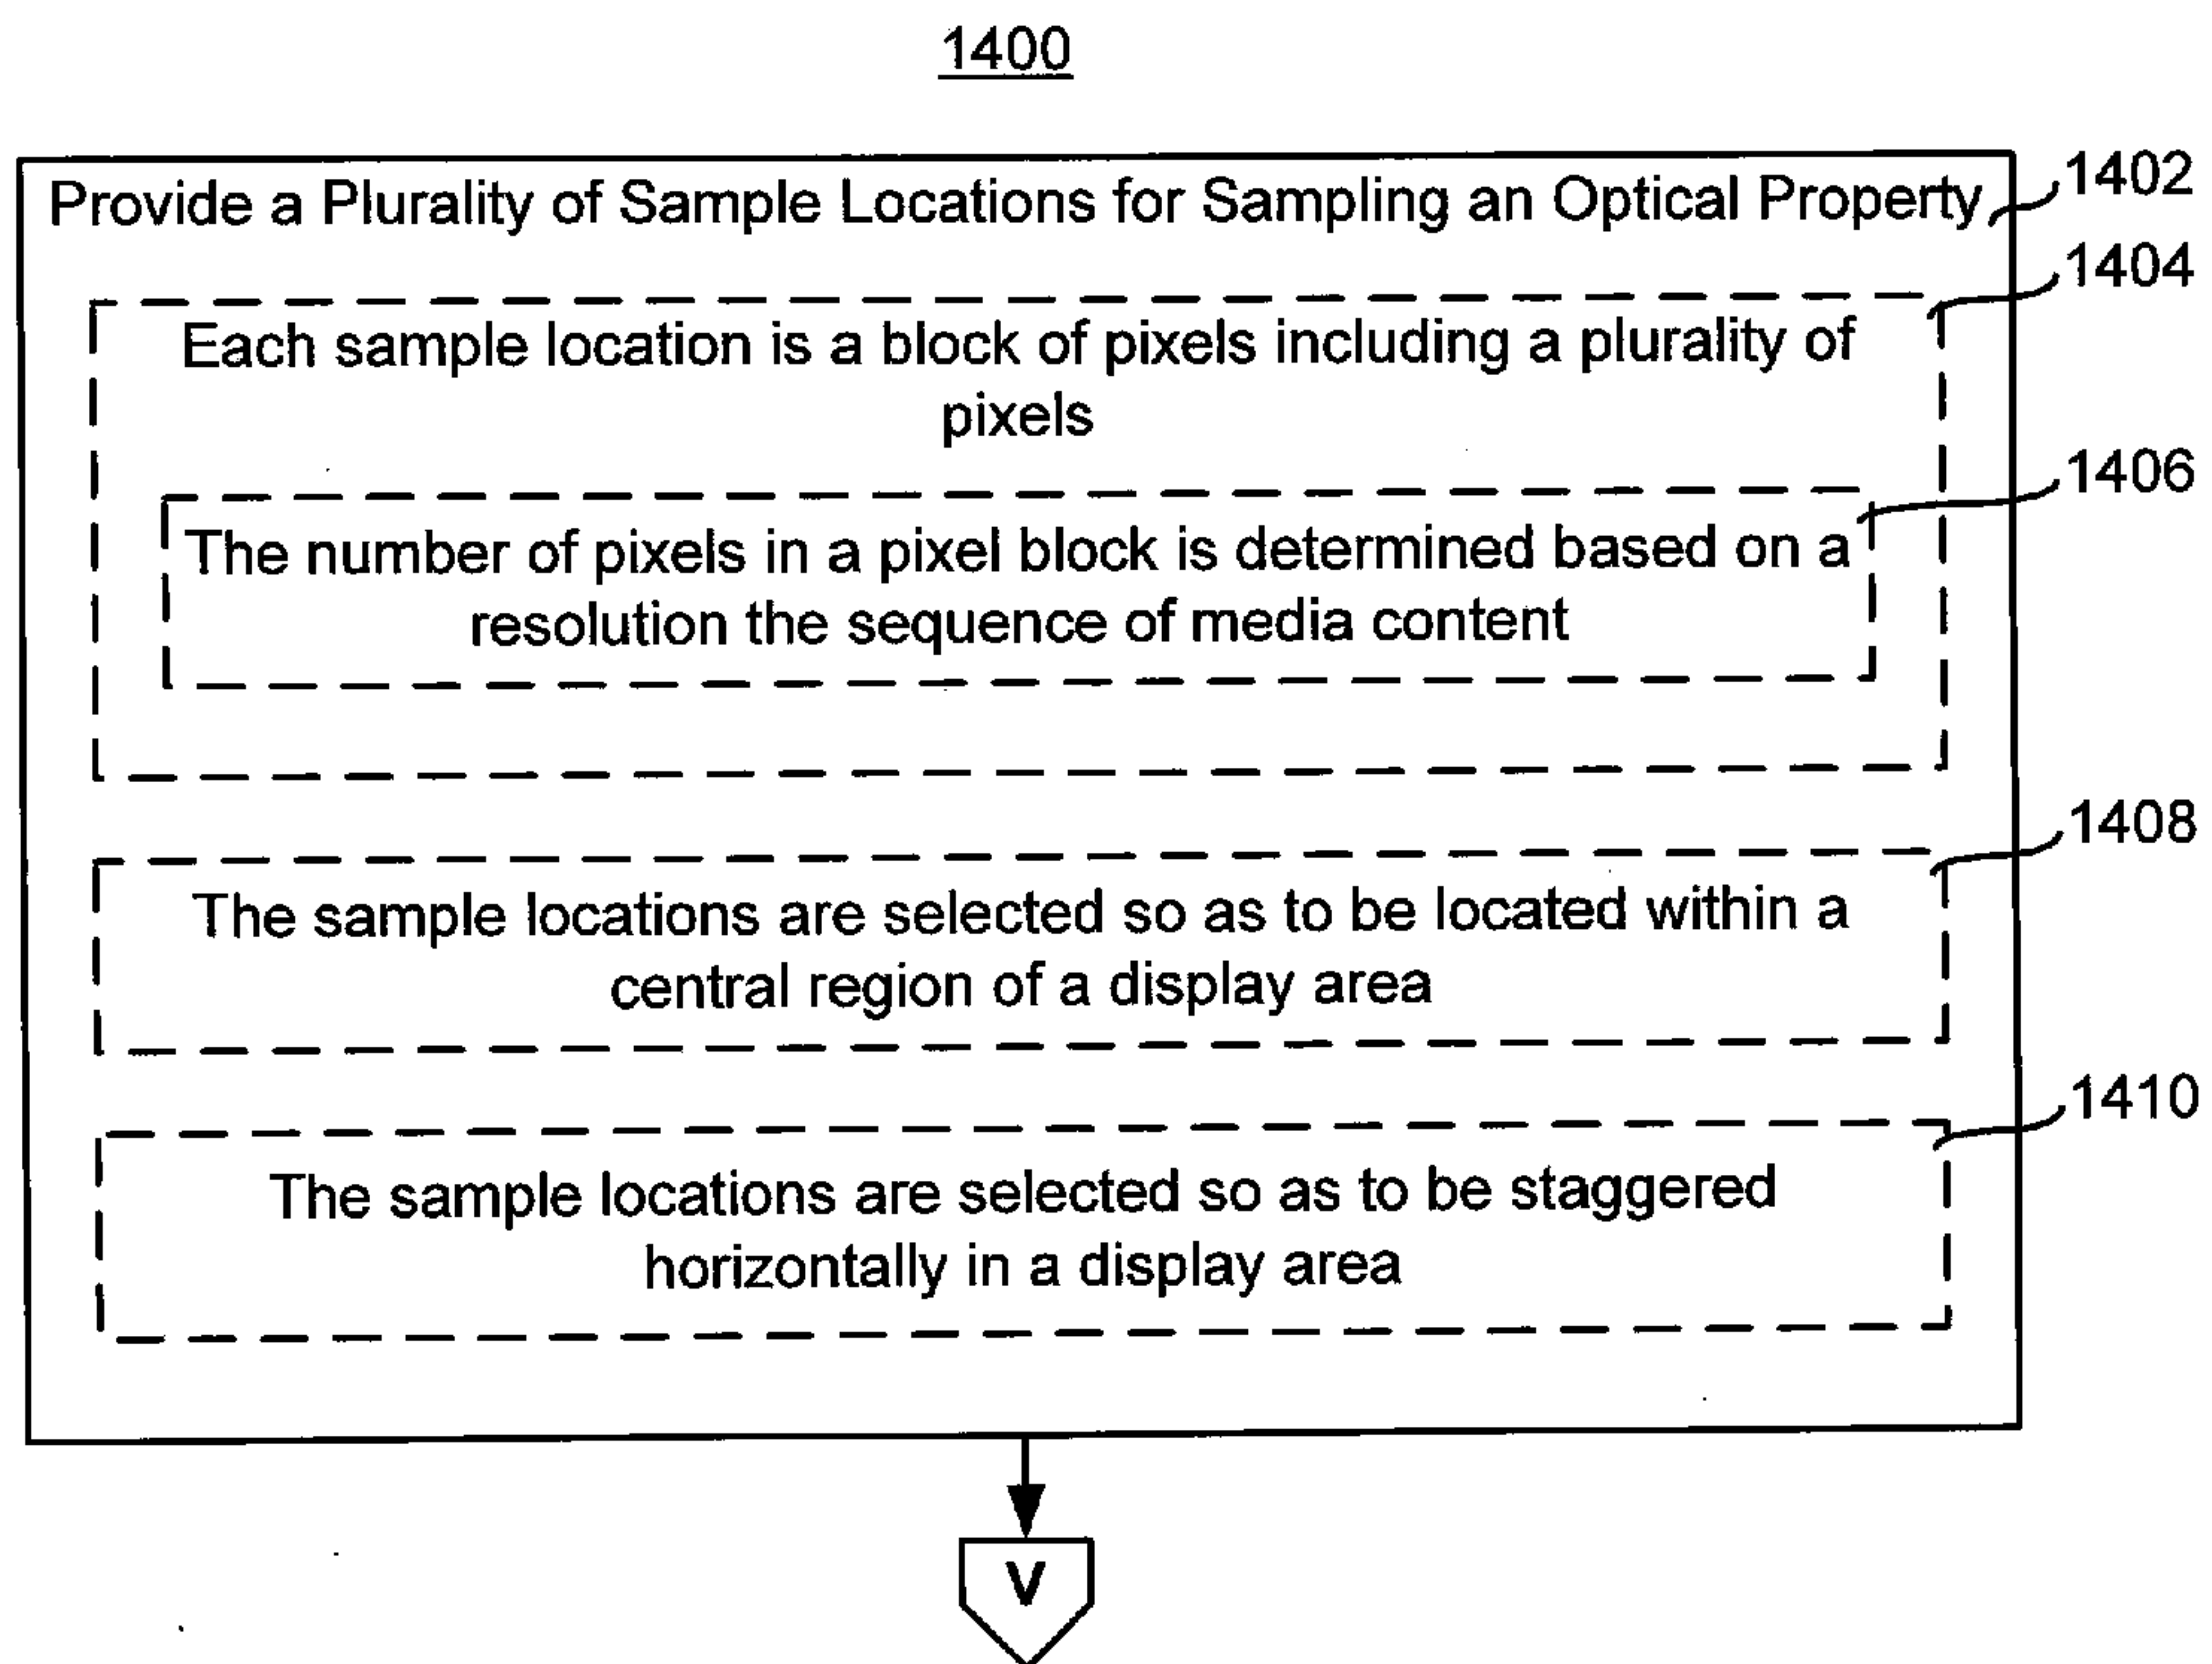 1400
Provide a Plurality of Sample Locations for Sampling an Optical Property
1402
1404
Each sample location is a block of pixels including a plurality of
pixels
1406
The number of pixels in a pixel block is determined based on a
resolution the sequence of media content
1408
The sample locations are selected so as to be located within a
central region of a display area
1410
The sample locations are selected so as to be staggered
horizontally in a display area
V